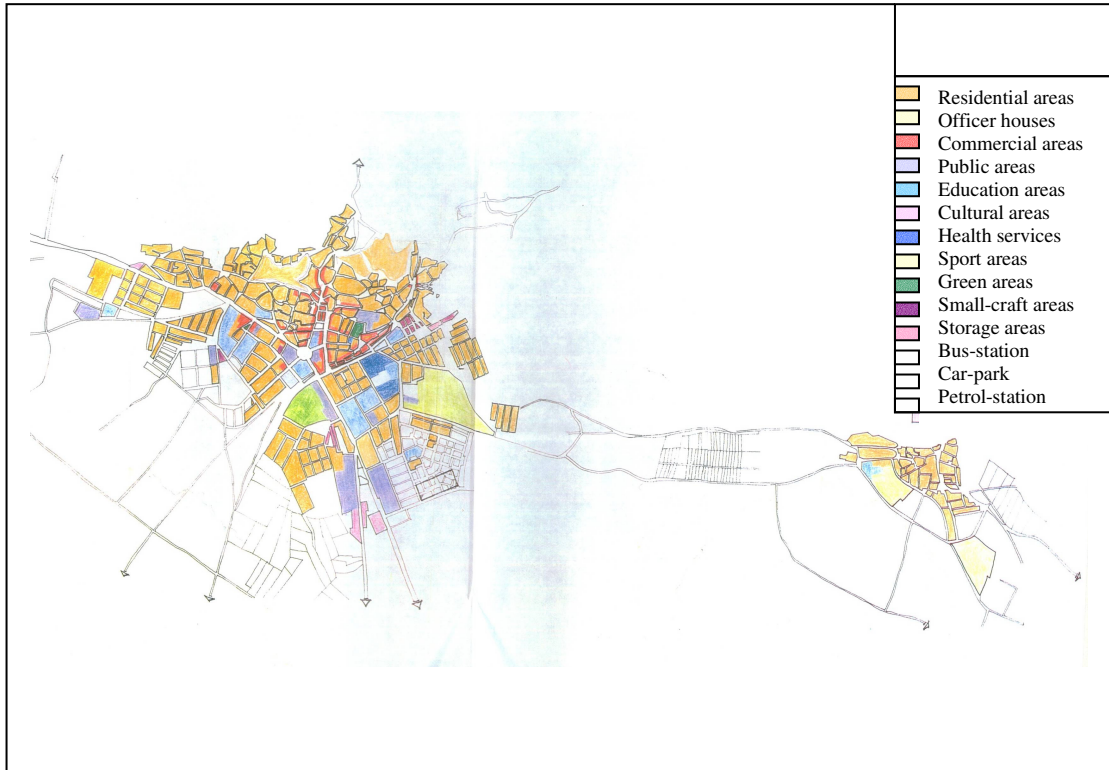 Residential areas
Officer houses
Commercial areas
Public areas
Education areas
Cultural areas
Health services
Sport areas
Green areas
Small-craft areas
Storage areas
Bus-station
Car-park
Petrol-station